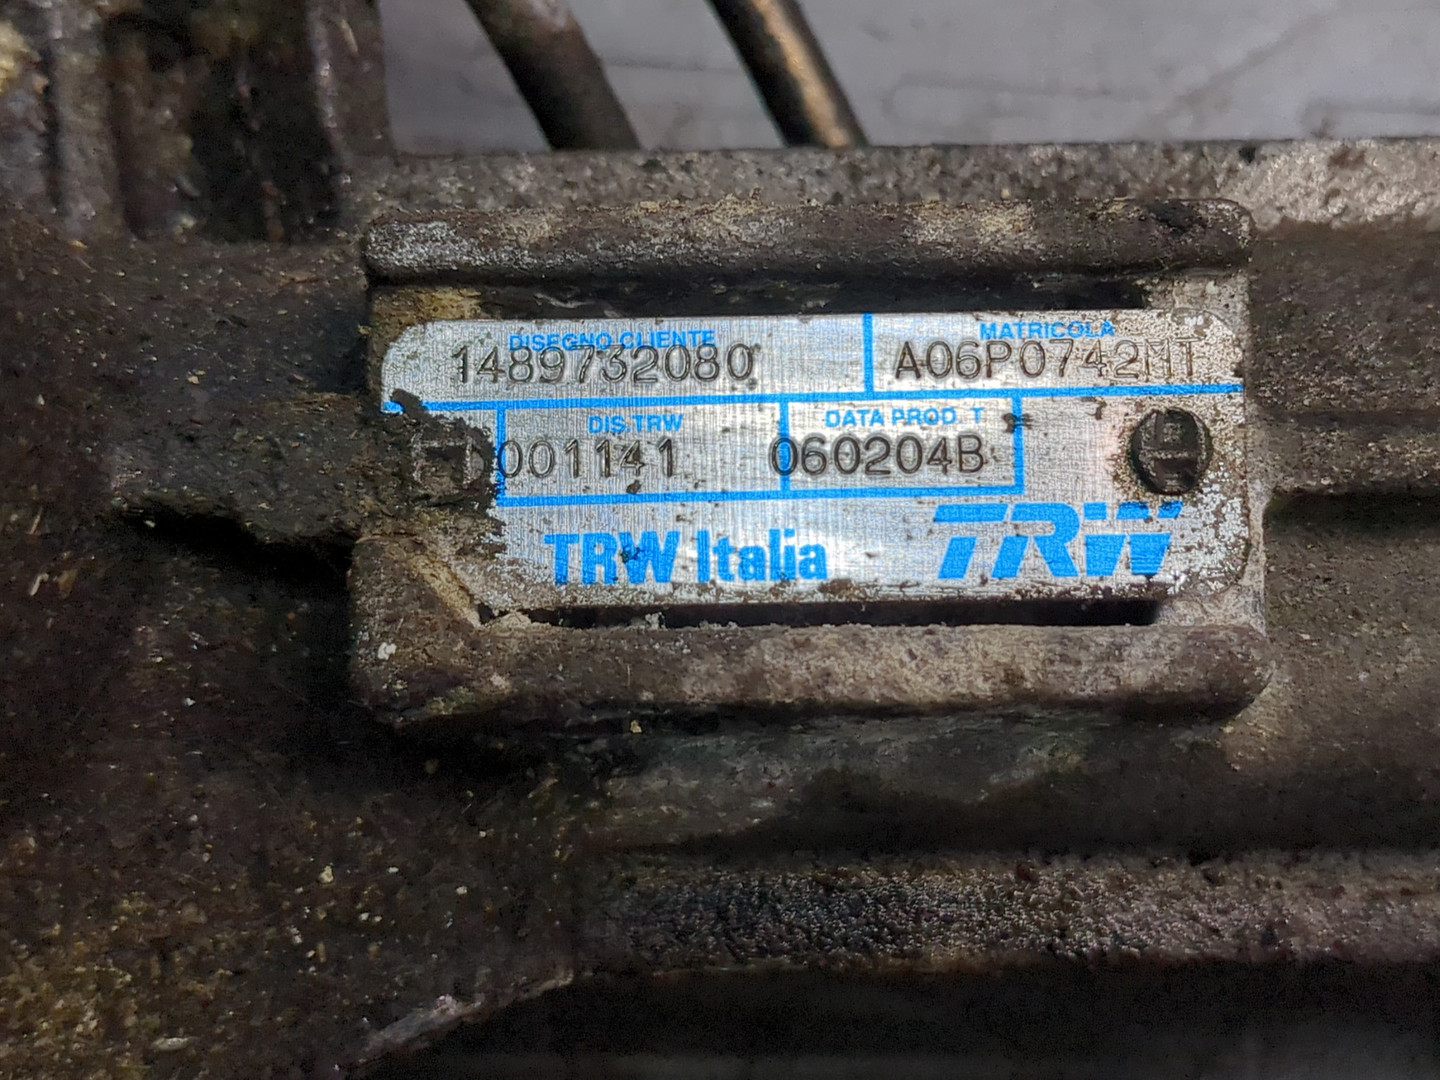 DISEGNO CLIENTE MATRICOLA
1489732080 A06P0742MT
DIS.TRW DATA PROD T
001141 060204B
TRW Italia TRW